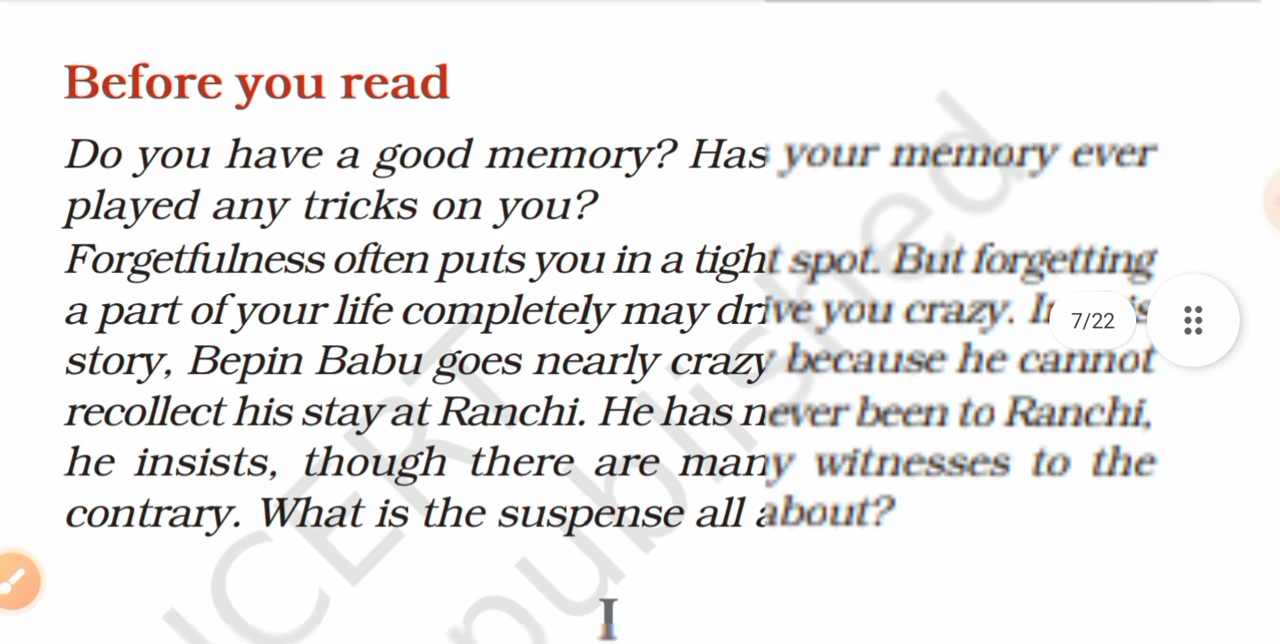 Before you read
Do you have a good memory? Has your memory ever
played any tricks on you?
Forgetfulness often puts you in a tight spot. But forgetting
a part of your life completely may drive you crazy.
story, Bepin Babu goes nearly crazy because he cannot
recollect his stay at Ranchi. He has never been to Ranchi,
he insists, though there are many witnesses to the
contrary. What is the suspense all about?
I
7/22
NCERT
published